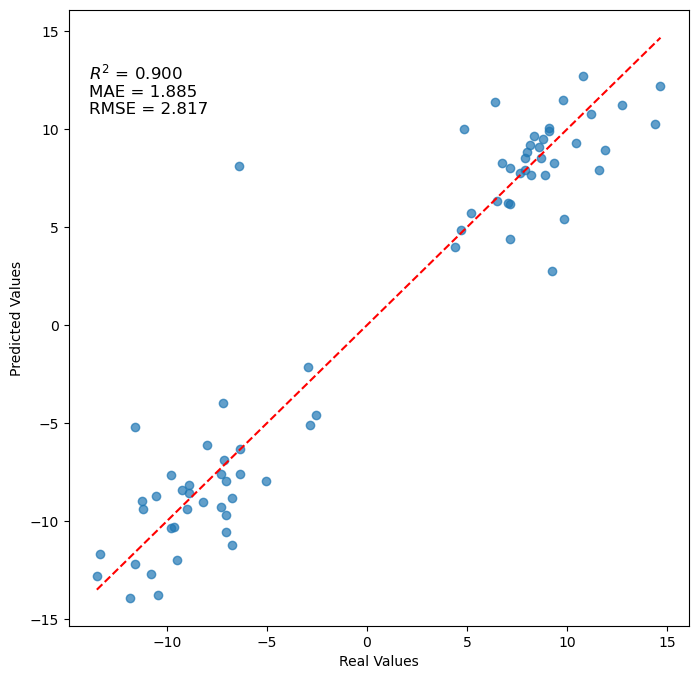 R² = 0.900
MAE = 1.885
RMSE = 2.817
15
10
5
0
−5
−10
−15
Predicted Values
−10 −5 0 5 10 15
Real Values